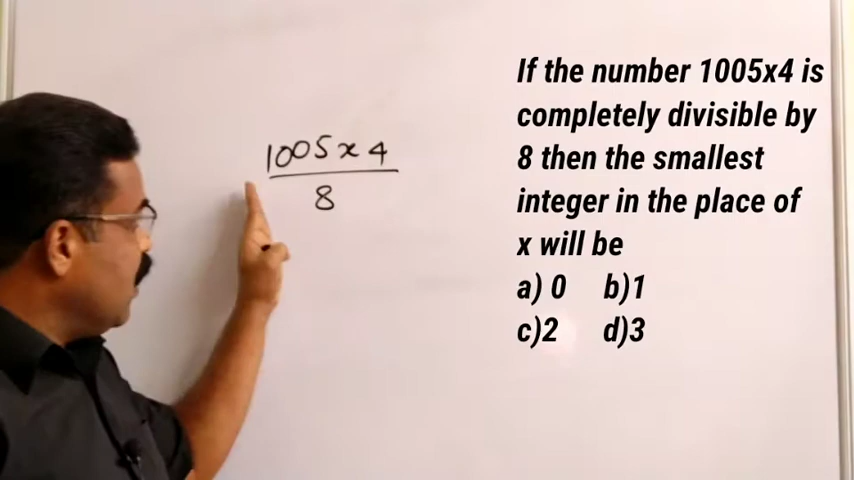 1005x4
8
If the number 1005x4 is
completely divisible by
8 then the smallest
integer in the place of
x will be
a) 0 b)1
c)2 d)3